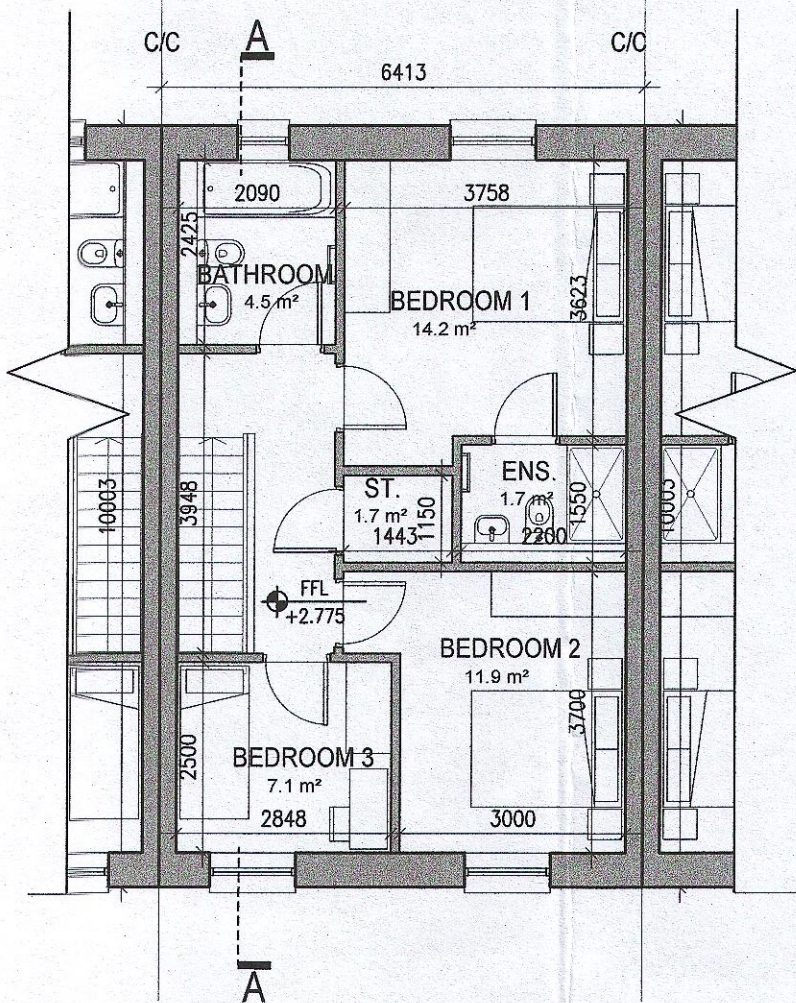 C/C
A
C/C
6413
2090
3758
2425
BATHROOM
4.5 m²
BEDROOM 1
14.2 m²
3623
10003
3948
ST.
1.7 m²
1150
1443
ENS.
1.7 m²
1550
2200
10003
FFL
+2.775
BEDROOM 2
11.9 m²
3700
2500
BEDROOM 3
7.1 m²
2848
3000
A